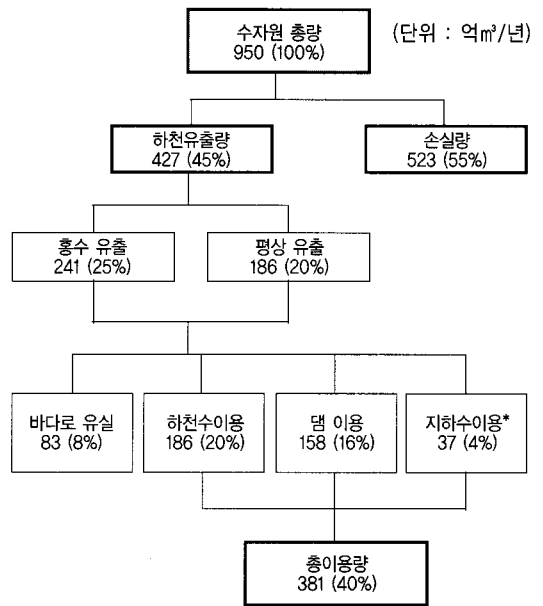 수자원 총량
950 (100%)
(단위 : 억㎥/년)
하천유출량
427 (45%)
손실량
523 (55%)
홍수 유출
241 (25%)
평상 유출
186 (20%)
바다로 유실
83 (8%)
하천수이용
186 (20%)
댐 이용
158 (16%)
지하수이용*
37 (4%)
총이용량
381 (40%)